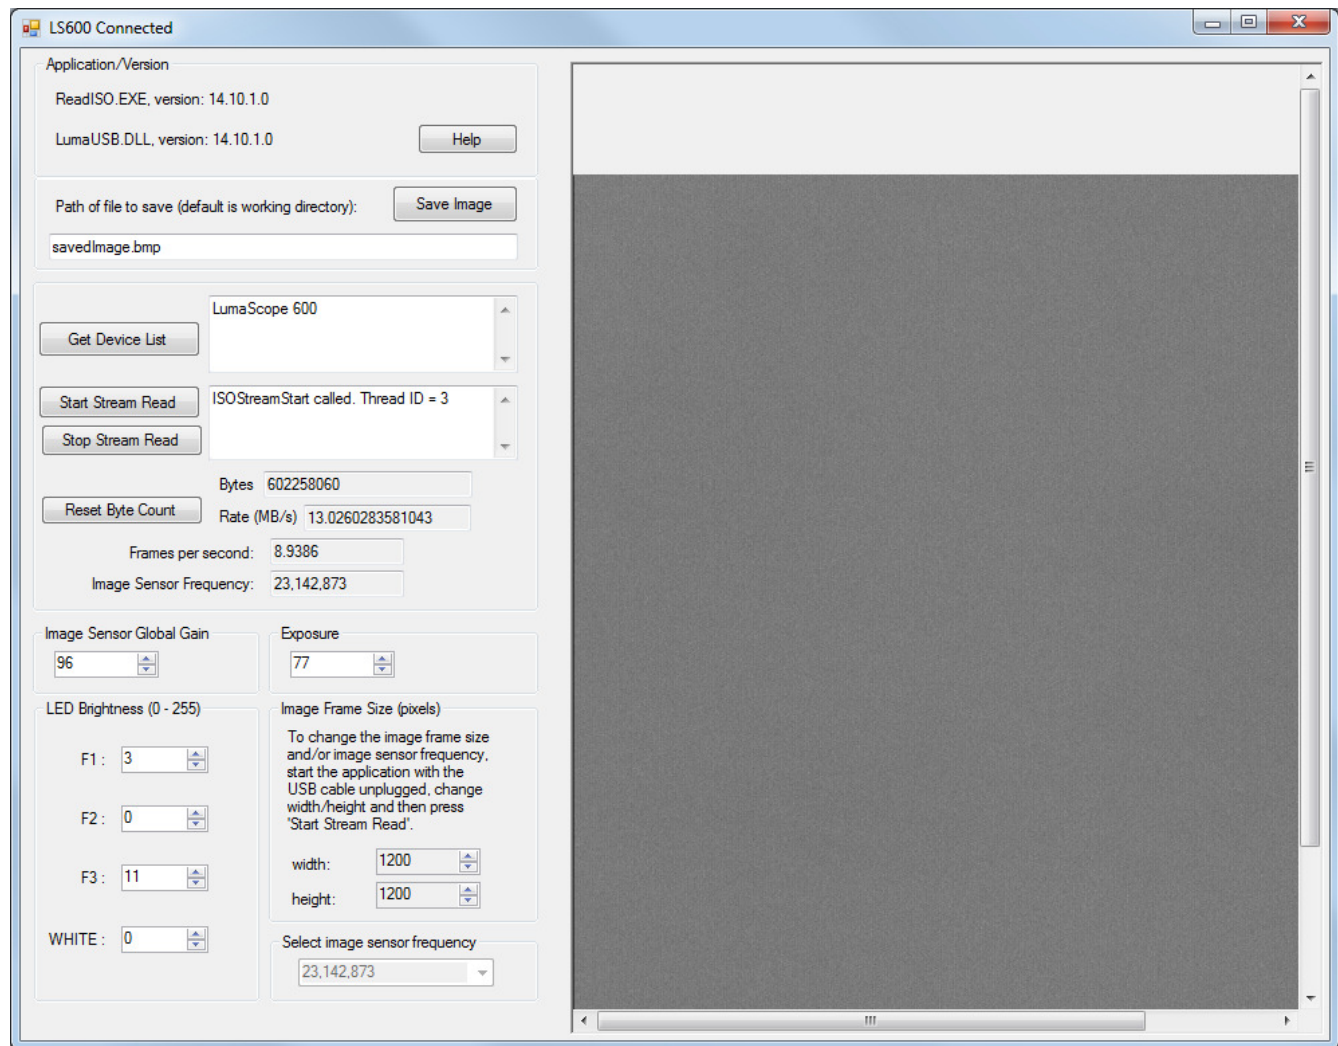 LS600 Connected
Application/Version
ReadISO.EXE, version: 14.10.1.0
LumaUSB.DLL, version: 14.10.1.0
Help
Path of file to save (default is working directory):
Save Image
savedImage.bmp
Get Device List
LumaScope 600
Start Stream Read
ISOStreamStart called. Thread ID = 3
Stop Stream Read
Bytes 602258060
Reset Byte Count
Rate (MB/s) 13.0260283581043
Frames per second: 8.9386
Image Sensor Frequency: 23,142,873
Image Sensor Global Gain
96
Exposure
77
LED Brightness (0 - 255)
F1 : 3
F2 : 0
F3 : 11
WHITE : 0
Image Frame Size (pixels)
To change the image frame size
and/or image sensor frequency,
start the application with the
USB cable unplugged, change
width/height and then press
'Start Stream Read'.
width: 1200
height: 1200
Select image sensor frequency
23,142,873